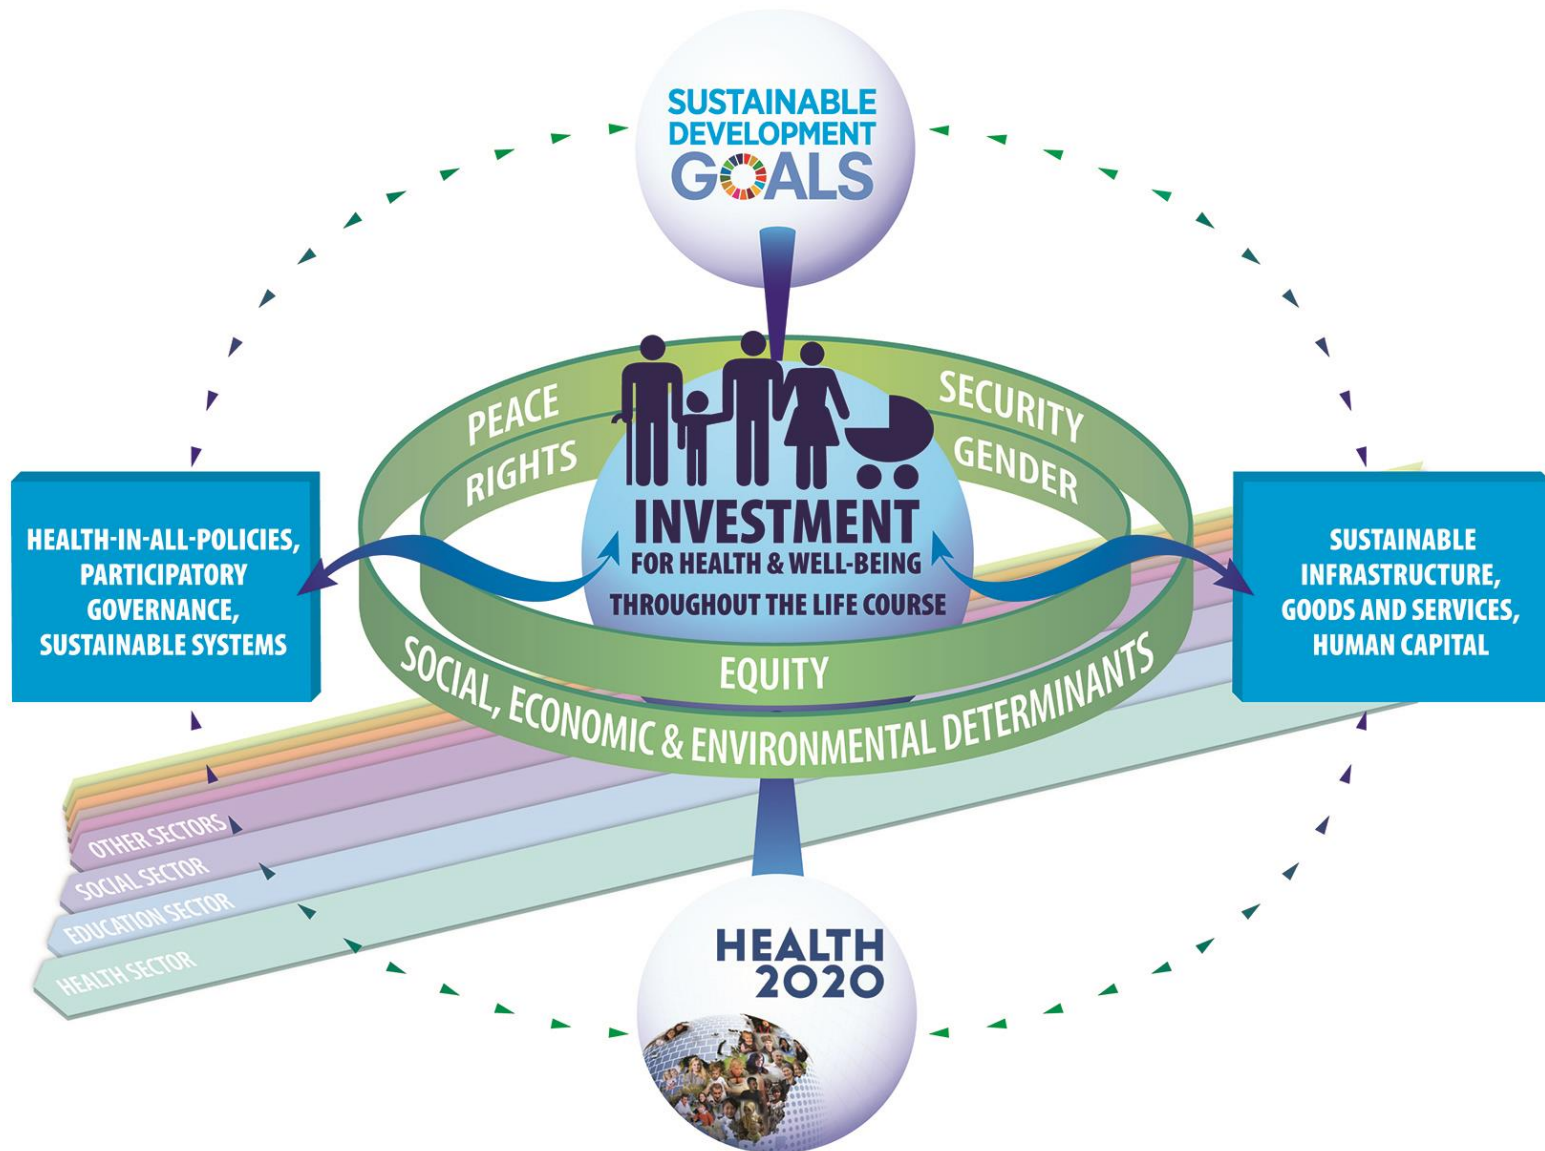 SUSTAINABLE
DEVELOPMENT
GOALS
PEACE
SECURITY
RIGHTS
GENDER
INVESTMENT
FOR HEALTH & WELL-BEING
THROUGHOUT THE LIFE COURSE
HEALTH-IN-ALL-POLICIES,
PARTICIPATORY
GOVERNANCE,
SUSTAINABLE SYSTEMS
SUSTAINABLE
INFRASTRUCTURE,
GOODS AND SERVICES,
HUMAN CAPITAL
EQUITY
SOCIAL, ECONOMIC & ENVIRONMENTAL DETERMINANTS
OTHER SECTORS
SOCIAL SECTOR
EDUCATION SECTOR
HEALTH SECTOR
HEALTH
2020